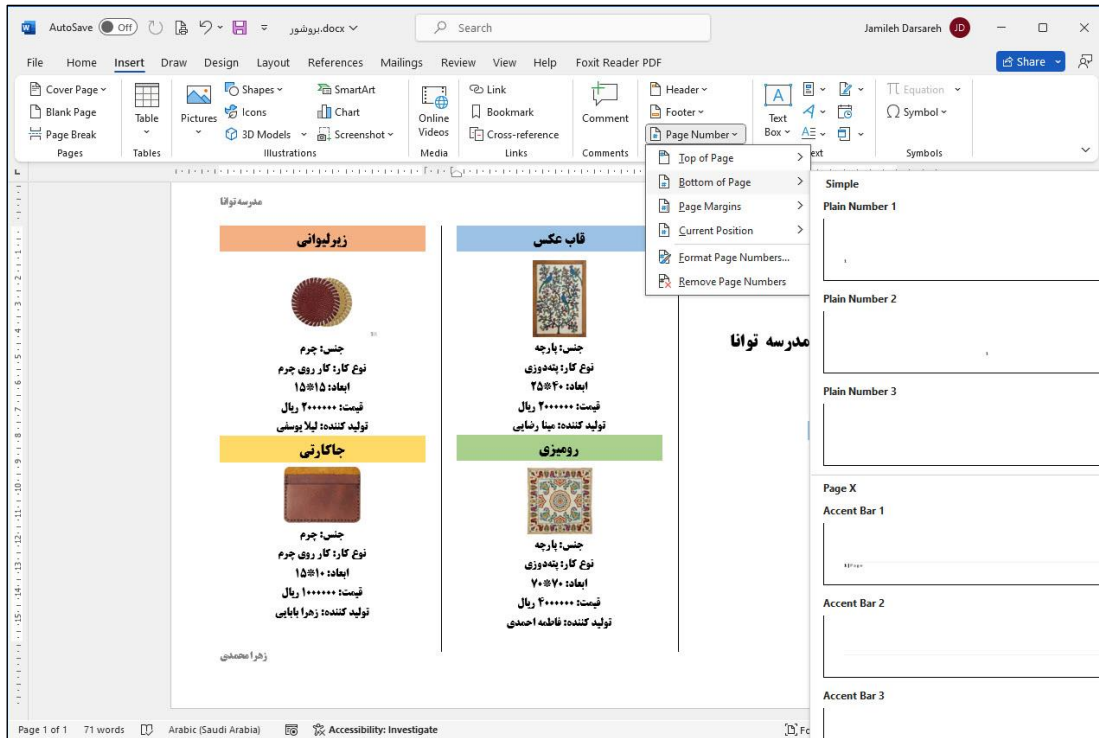 AutoSave Off بروشور.docx Search Jamileh Darsareh JD
File Home Insert Draw Design Layout References Mailings Review View Help Foxit Reader PDF Share
Cover Page
Blank Page
Page Break
Pages
Table
Tables
Pictures
Shapes
Icons
3D Models
SmartArt
Chart
Screenshot
Illustrations
Online Videos
Media
Link
Bookmark
Cross-reference
Links
Comment
Comments
Header
Footer
Page Number
Text Box
ext
Equation
Symbol
Symbols
Top of Page
Bottom of Page
Page Margins
Current Position
Format Page Numbers...
Remove Page Numbers
Simple
Plain Number 1
Plain Number 2
Plain Number 3
Page X
Accent Bar 1
Accent Bar 2
Accent Bar 3
مدرسه توانا
مدرسه توانا
قاب عکس
جنس: پارچه
نوع کار: پته‌دوزی
ابعاد: ۴۰*۲۵
قیمت: ۲۰۰۰۰۰۰ ریال
تولید کننده: مینا رضایی
رومیزی
جنس: پارچه
نوع کار: پته‌دوزی
ابعاد: ۷۰*۷۰
قیمت: ۴۰۰۰۰۰۰ ریال
تولید کننده: فاطمه احمدی
زیرلیوانی
جنس: چرم
نوع کار: کار روی چرم
ابعاد: ۱۵*۱۵
قیمت: ۲۰۰۰۰۰۰ ریال
تولید کننده: لیلا یوسفی
جاکارتی
جنس: چرم
نوع کار: کار روی چرم
ابعاد: ۱۰*۱۵
قیمت: ۱۰۰۰۰۰۰ ریال
تولید کننده: زهرا بابایی
زهرا محمدی
Page 1 of 1 71 words Arabic (Saudi Arabia) Accessibility: Investigate Fo